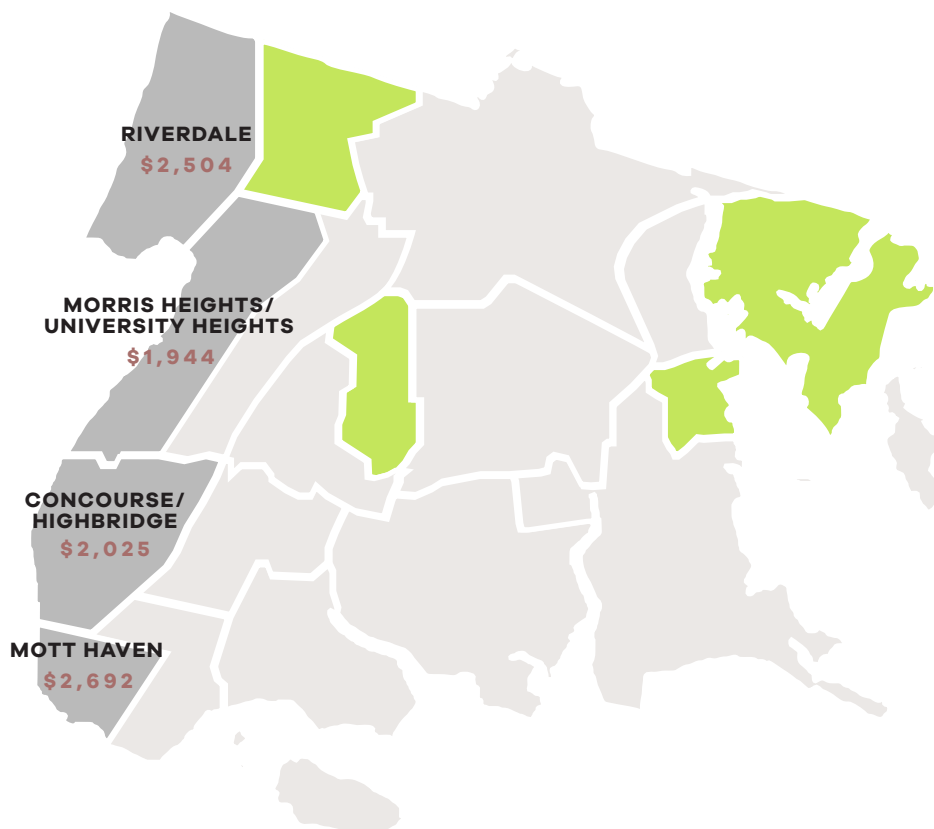 RIVERDALE
$2,504
MORRIS HEIGHTS/
UNIVERSITY HEIGHTS
$1,944
CONCOURSE/
HIGHBRIDGE
$2,025
MOTT HAVEN
$2,692